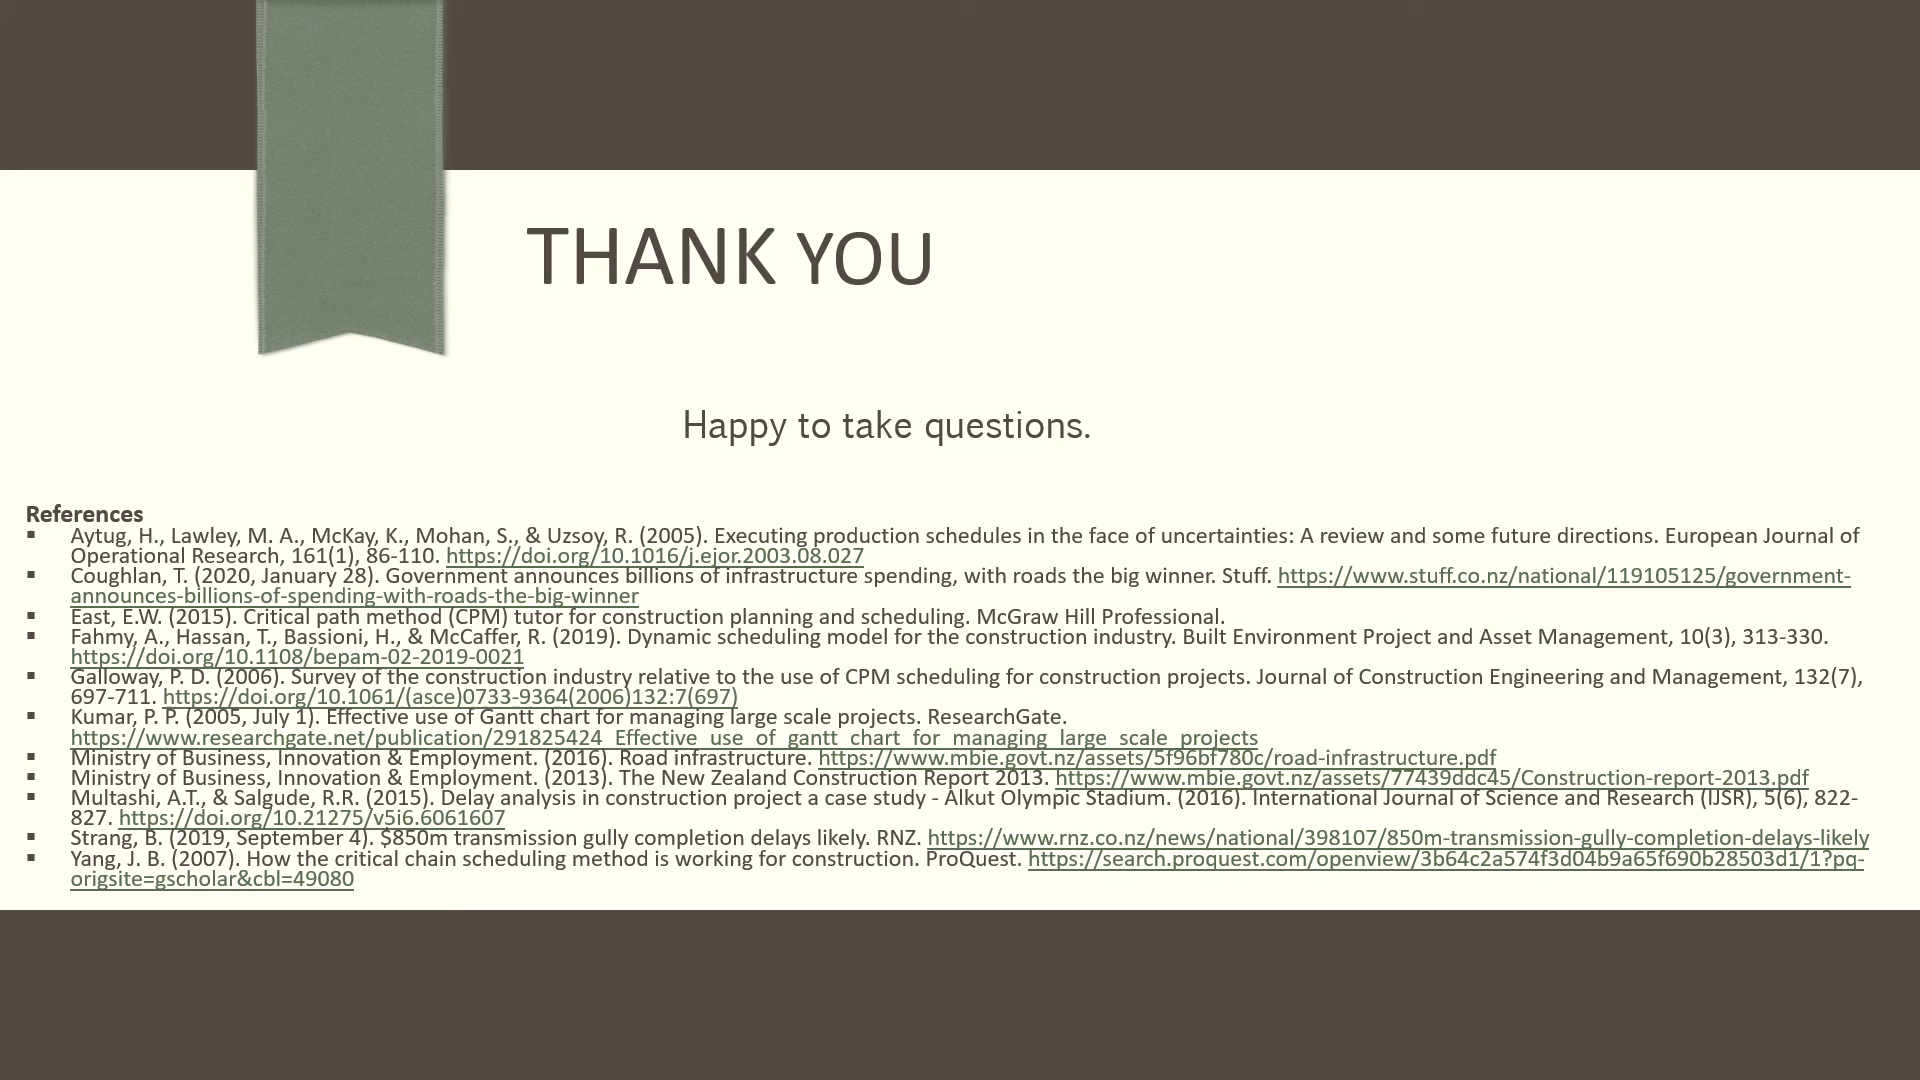 THANK YOU
Happy to take questions.
References
▪ Aytug, H., Lawley, M. A., McKay, K., Mohan, S., & Uzsoy, R. (2005). Executing production schedules in the face of uncertainties: A review and some future directions. European Journal of
Operational Research, 161(1), 86-110. https://doi.org/10.1016/j.ejor.2003.08.027
▪ Coughlan, T. (2020, January 28). Government announces billions of infrastructure spending, with roads the big winner. Stuff. https://www.stuff.co.nz/national/119105125/government-
announces-billions-of-spending-with-roads-the-big-winner
▪ East, E.W. (2015). Critical path method (CPM) tutor for construction planning and scheduling. McGraw Hill Professional.
▪ Fahmy, A., Hassan, T., Bassioni, H., & McCaffer, R. (2019). Dynamic scheduling model for the construction industry. Built Environment Project and Asset Management, 10(3), 313-330.
https://doi.org/10.1108/bepam-02-2019-0021
▪ Galloway, P. D. (2006). Survey of the construction industry relative to the use of CPM scheduling for construction projects. Journal of Construction Engineering and Management, 132(7),
697-711. https://doi.org/10.1061/(asce)0733-9364(2006)132:7(697)
▪ Kumar, P. P. (2005, July 1). Effective use of Gantt chart for managing large scale projects. ResearchGate.
https://www.researchgate.net/publication/291825424_Effective_use_of_gantt_chart_for_managing_large_scale_projects
▪ Ministry of Business, Innovation & Employment. (2016). Road infrastructure. https://www.mbie.govt.nz/assets/5f96bf780c/road-infrastructure.pdf
▪ Ministry of Business, Innovation & Employment. (2013). The New Zealand Construction Report 2013. https://www.mbie.govt.nz/assets/77439ddc45/Construction-report-2013.pdf
▪ Multashi, A.T., & Salgude, R.R. (2015). Delay analysis in construction project a case study - Alkut Olympic Stadium. (2016). International Journal of Science and Research (IJSR), 5(6), 822-
827. https://doi.org/10.21275/v5i6.6061607
▪ Strang, B. (2019, September 4). $850m transmission gully completion delays likely. RNZ. https://www.rnz.co.nz/news/national/398107/850m-transmission-gully-completion-delays-likely
▪ Yang, J. B. (2007). How the critical chain scheduling method is working for construction. ProQuest. https://search.proquest.com/openview/3b64c2a574f3d04b9a65f690b28503d1/1?pq-
origsite=gscholar&cbl=49080